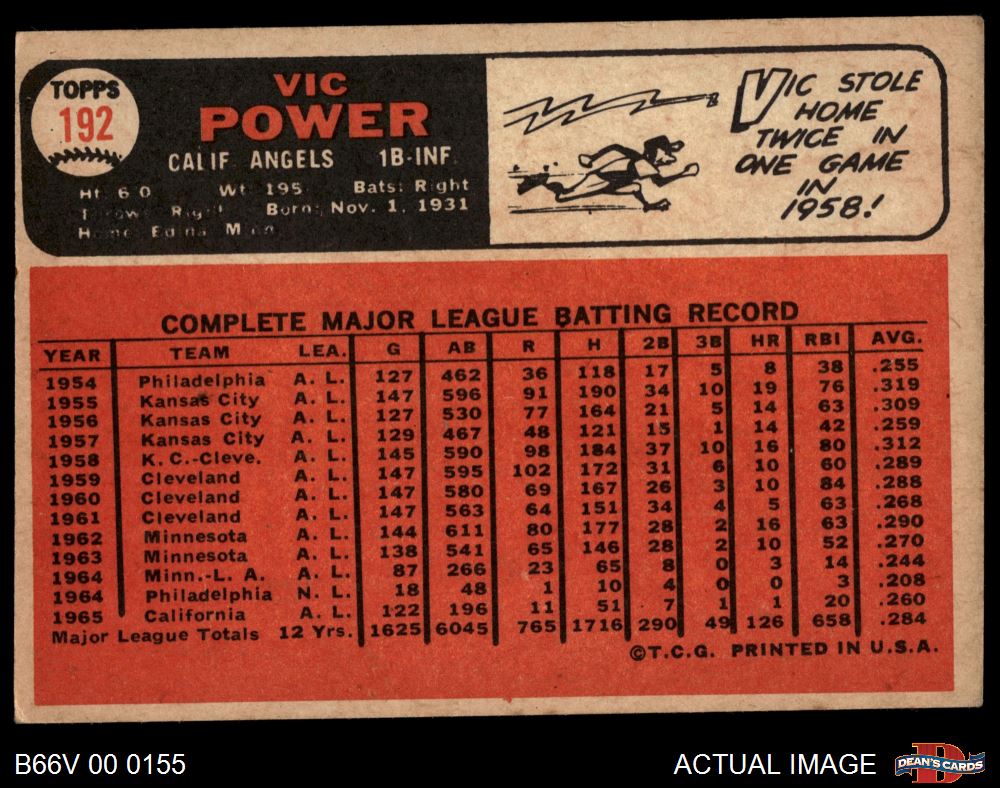 TOPPS
192
VIC
POWER
CALIF ANGELS 1B-INF.
Ht 6 0 Wt 195 Bats: Right
Throws Right Born: Nov. 1, 1931
Home Edina Minn
VIC STOLE
HOME
TWICE IN
ONE GAME
IN
1958!
COMPLETE MAJOR LEAGUE BATTING RECORD
YEAR TEAM LEA. G AB R H 2B 3B HR RBI AVG.
1954 Philadelphia A. L. 127 462 36 118 17 5 8 38 .255
1955 Kansas City A. L. 147 596 91 190 34 10 19 76 .319
1956 Kansas City A. L. 127 530 77 164 21 5 14 63 .309
1957 Kansas City A. L. 129 467 48 121 15 1 14 42 .259
1958 K. C.-Cleve. A. L. 145 590 98 184 37 10 16 80 .312
1959 Cleveland A. L. 147 595 102 172 31 6 10 60 .289
1960 Cleveland A. L. 147 580 69 167 26 3 10 84 .288
1961 Cleveland A. L. 147 563 64 151 34 4 5 63 .268
1962 Minnesota A. L. 144 611 80 177 28 2 16 63 .290
1963 Minnesota A. L. 138 541 65 146 28 2 10 52 .270
1964 Minn.-L. A. A. L. 87 266 23 65 8 0 3 14 .244
1964 Philadelphia N. L. 18 48 1 10 4 0 0 3 .208
1965 California A. L. 122 196 11 51 7 1 1 20 .260
Major League Totals 12 Yrs. 1625 6045 765 1716 290 49 126 658 .284
©T.C.G. PRINTED IN U.S.A.
B66V 00 0155
ACTUAL IMAGE
DEAN'S CARDS